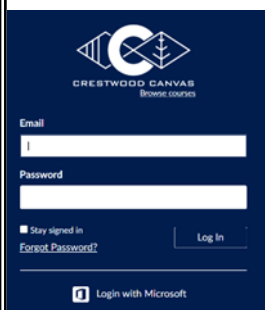 CRESTWOOD CANVAS
Browse courses
Email
Password
Stay signed in
Forgot Password?
Log In
Login with Microsoft